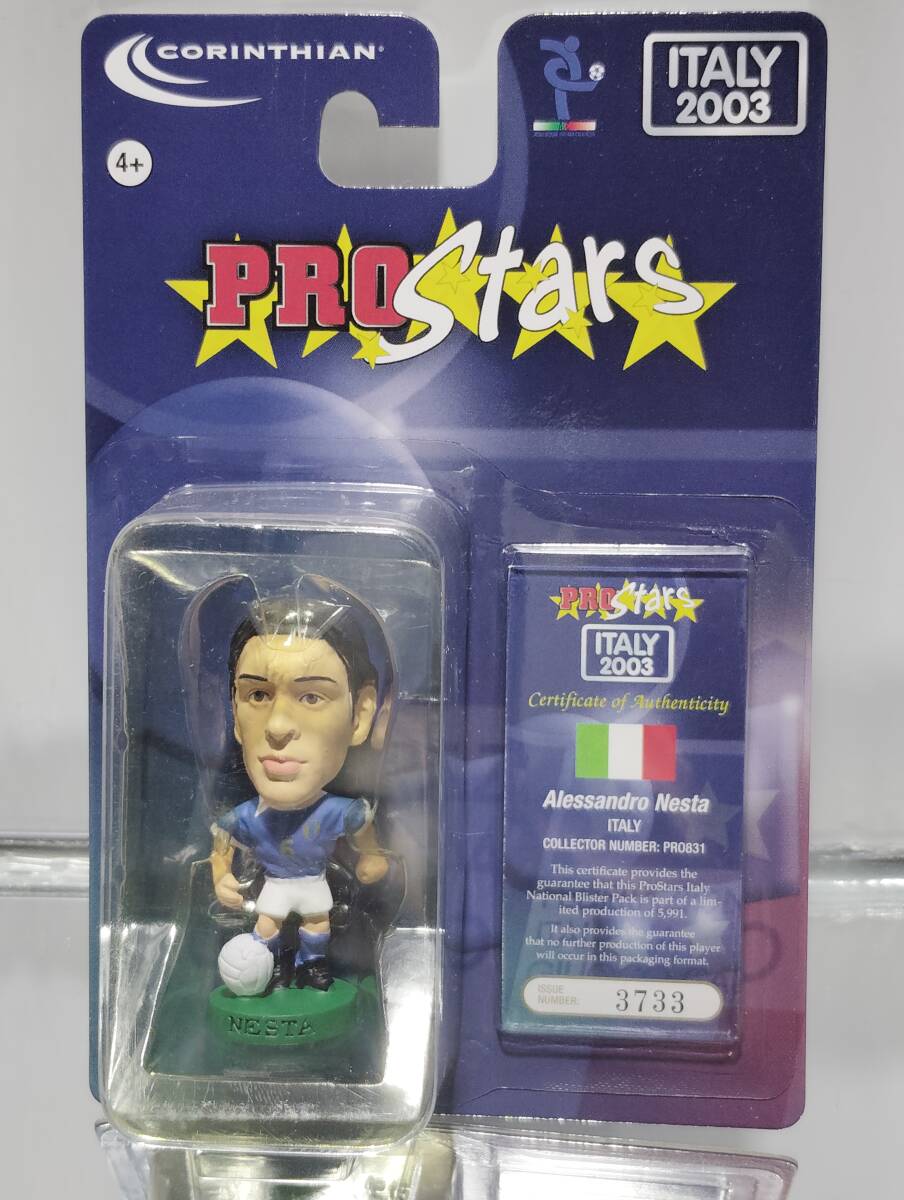 CORINTHIAN®
ITALY
2003
4+
PROStars
PROStars
ITALY
2003
Certificate of Authenticity
Alessandro Nesta
ITALY
COLLECTOR NUMBER: PRO831
This certificate provides the
guarantee that this ProStars Italy
National Blister Pack is part of a lim-
ited production of 5,991.
It also provides the guarantee
that no further production of this player
will occur in this packaging format.
ISSUE
NUMBER:
3733
6
NESTA